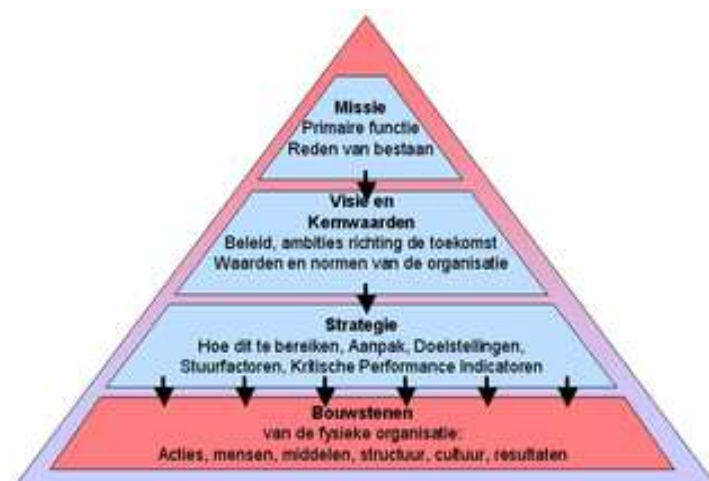 Missie
Primaire functie
Reden van bestaan
Visie en
Kernwaarden
Beleid, ambities richting de toekomst
Waarden en normen van de organisatie
Strategie
Hoe dit te bereiken, Aanpak, Doelstellingen,
Stuurfactoren, Kritische Performance Indicatoren
Bouwstenen
van de fysieke organisatie:
Acties, mensen, middelen, structuur, cultuur, resultaten